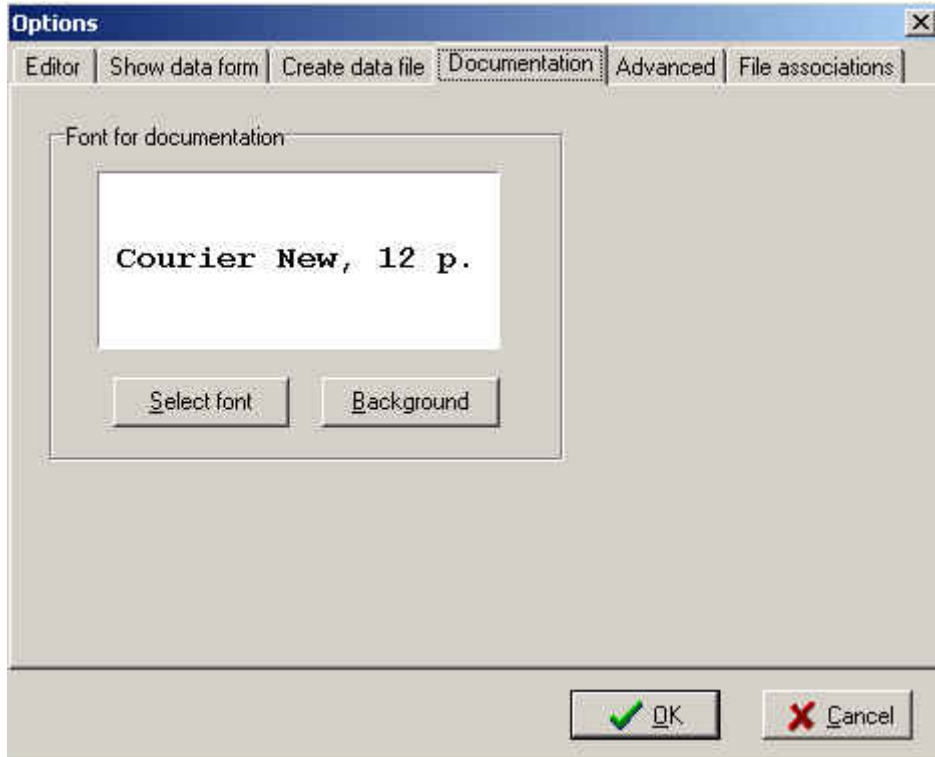 Options
Editor Show data form Create data file Documentation Advanced File associations
Font for documentation
Courier New, 12 p.
Select font Background
OK Cancel